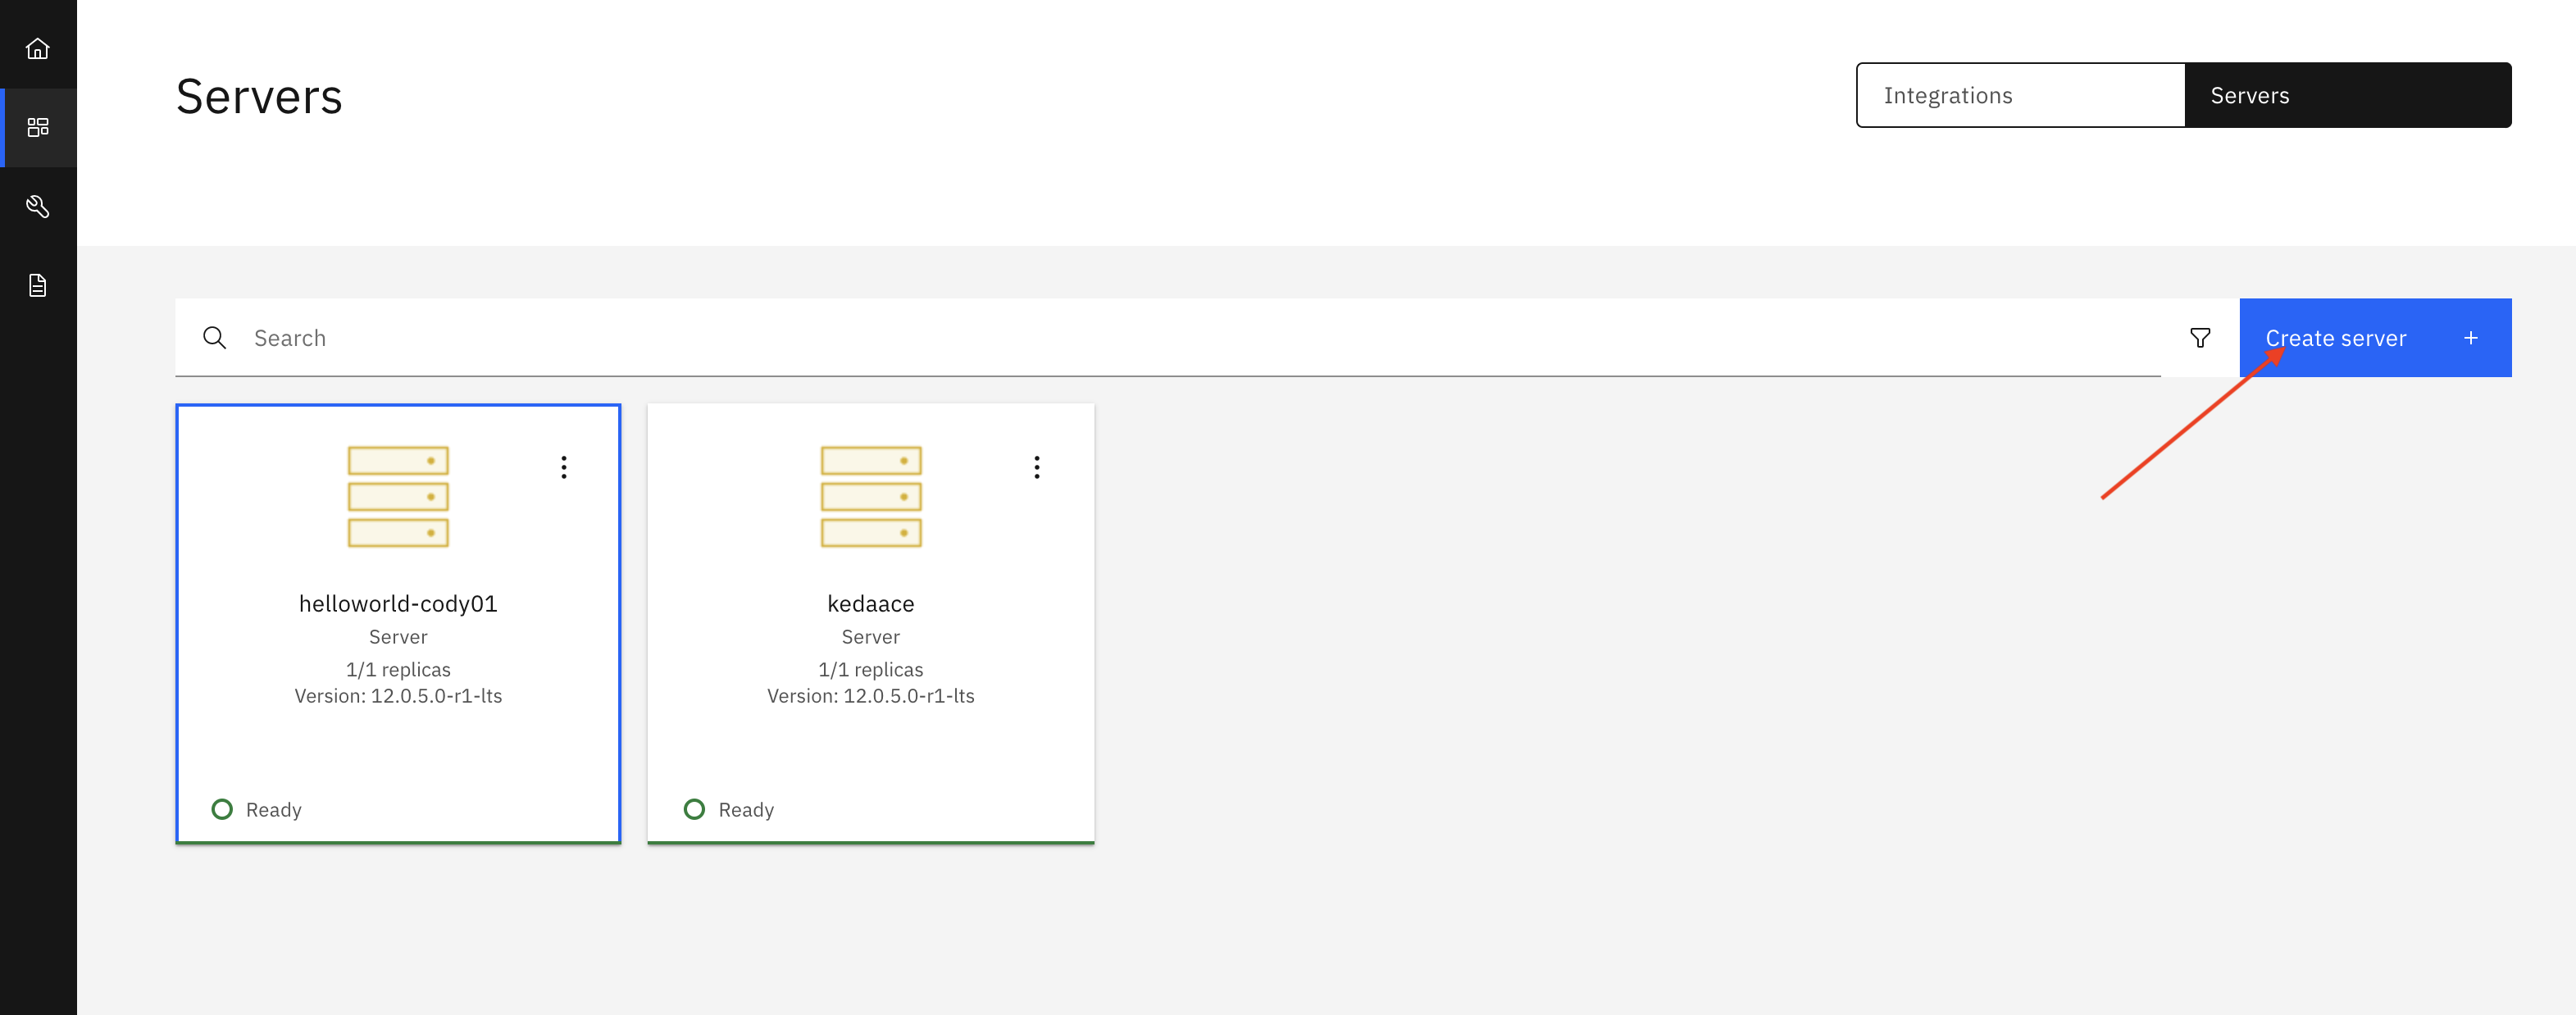 Servers
Integrations
Servers
Search
Create server +
helloworld-cody01
Server
1/1 replicas
Version: 12.0.5.0-r1-lts
Ready
kedaace
Server
1/1 replicas
Version: 12.0.5.0-r1-lts
Ready